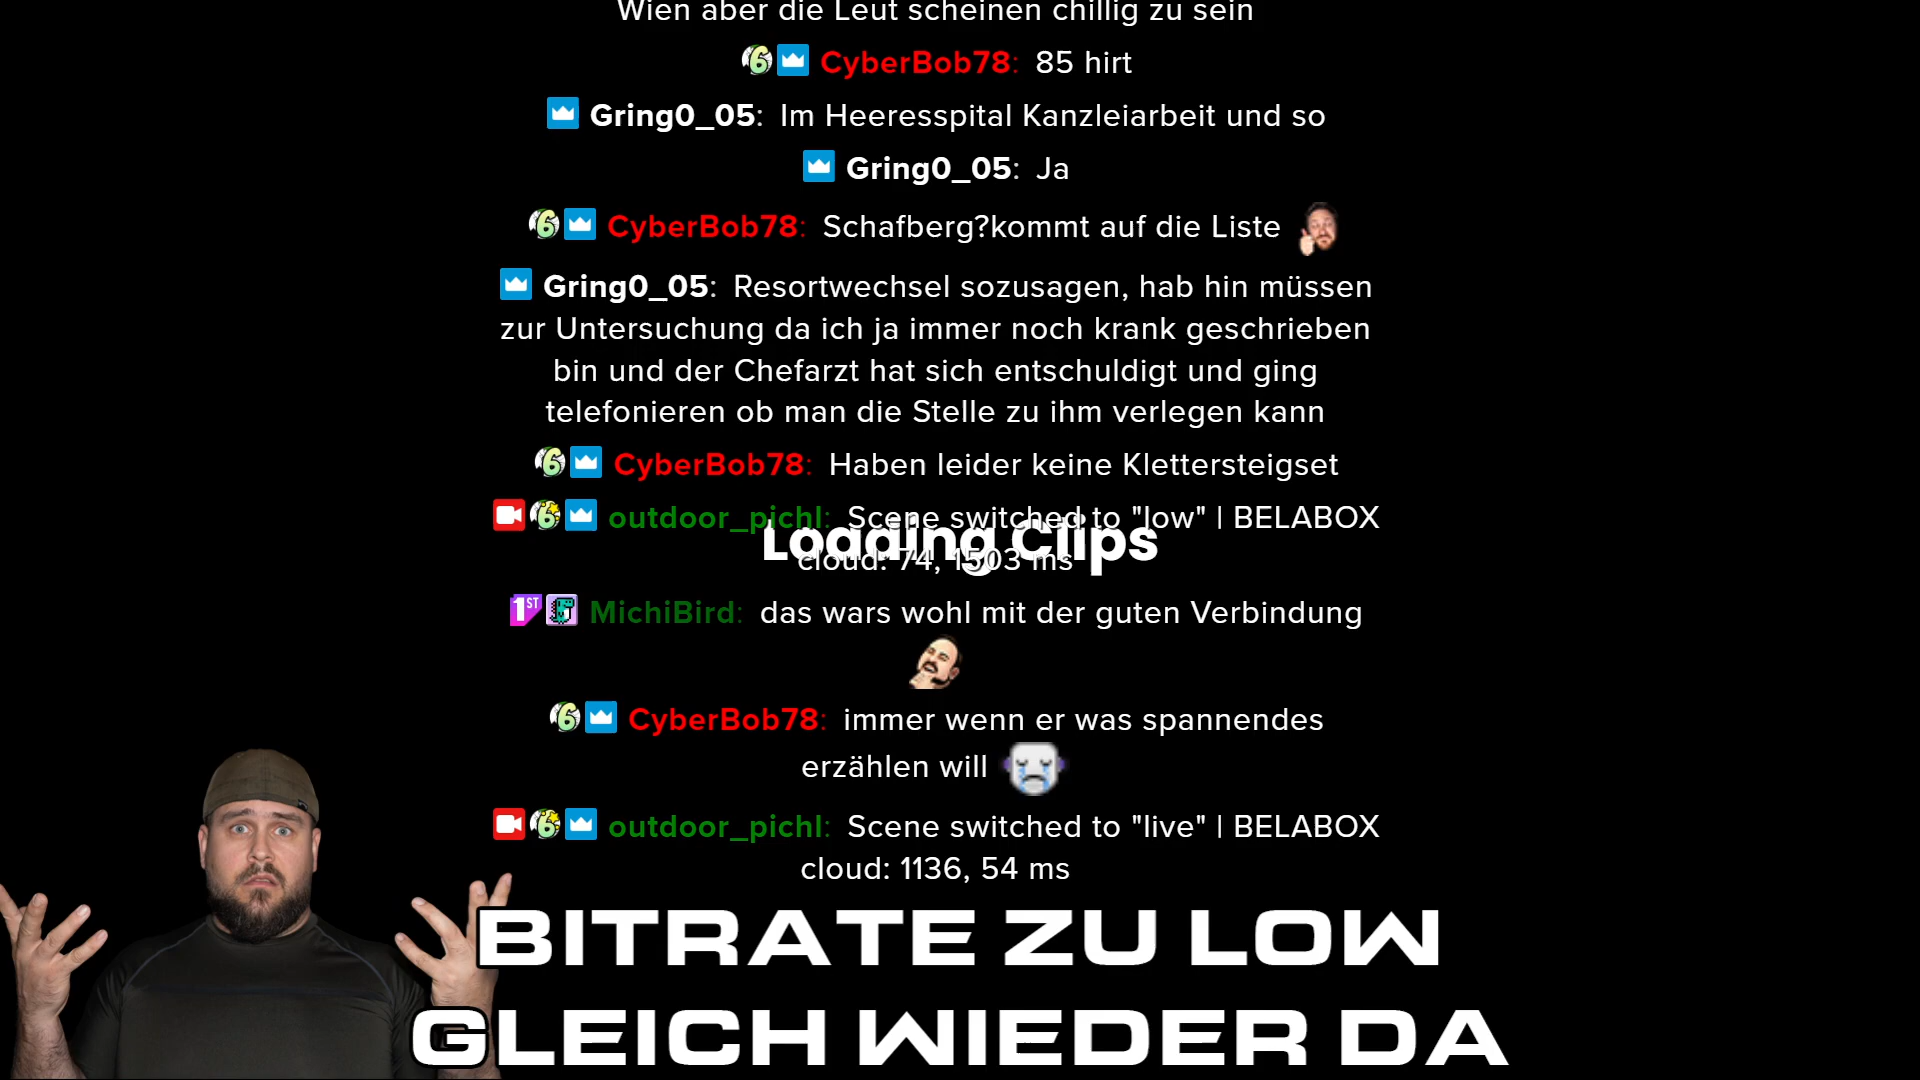 Wien aber die Leut scheinen chillig zu sein
CyberBob78: 85 hirt
Gring0_05: Im Heeresspital Kanzleiarbeit und so
Gring0_05: Ja
CyberBob78: Schafberg?kommt auf die Liste
Gring0_05: Resortwechsel sozusagen, hab hin müssen
zur Untersuchung da ich ja immer noch krank geschrieben
bin und der Chefarzt hat sich entschuldigt und ging
telefonieren ob man die Stelle zu ihm verlegen kann
CyberBob78: Haben leider keine Klettersteigset
outdoor_pichl: Scene switched to "low" | BELABOX
Loading Clips
cloud: 74, 1503 ms
1ST MichiBird: das wars wohl mit der guten Verbindung
CyberBob78: immer wenn er was spannendes
erzählen will
outdoor_pichl: Scene switched to "live" | BELABOX
cloud: 1136, 54 ms
BITRATE ZU LOW
GLEICH WIEDER DA